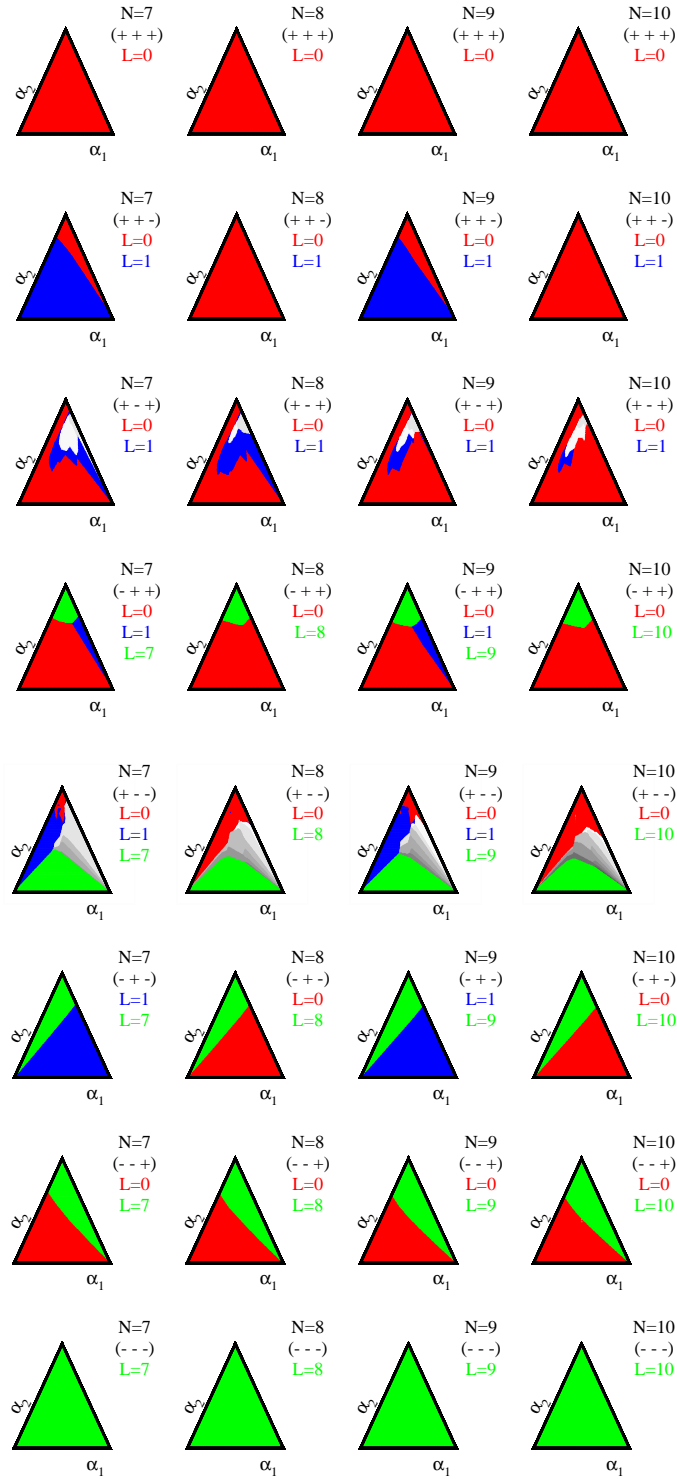 N=7
(+ + +)
L=0
α2
α1
N=8
(+ + +)
L=0
α2
α1
N=9
(+ + +)
L=0
α2
α1
N=10
(+ + +)
L=0
α2
α1
N=7
(+ + -)
L=0
L=1
α2
α1
N=8
(+ + -)
L=0
L=1
α2
α1
N=9
(+ + -)
L=0
L=1
α2
α1
N=10
(+ + -)
L=0
L=1
α2
α1
N=7
(+ - +)
L=0
L=1
α2
α1
N=8
(+ - +)
L=0
L=1
α2
α1
N=9
(+ - +)
L=0
L=1
α2
α1
N=10
(+ - +)
L=0
L=1
α2
α1
N=7
(- + +)
L=0
L=1
L=7
α2
α1
N=8
(- + +)
L=0
L=8
α2
α1
N=9
(- + +)
L=0
L=1
L=9
α2
α1
N=10
(- + +)
L=0
L=10
α2
α1
N=7
(+ - -)
L=0
L=1
L=7
α2
α1
N=8
(+ - -)
L=0
L=8
α2
α1
N=9
(+ - -)
L=0
L=1
L=9
α2
α1
N=10
(+ - -)
L=0
L=10
α2
α1
N=7
(- + -)
L=1
L=7
α2
α1
N=8
(- + -)
L=0
L=8
α2
α1
N=9
(- + -)
L=1
L=9
α2
α1
N=10
(- + -)
L=0
L=10
α2
α1
N=7
(- - +)
L=0
L=7
α2
α1
N=8
(- - +)
L=0
L=8
α2
α1
N=9
(- - +)
L=0
L=9
α2
α1
N=10
(- - +)
L=0
L=10
α2
α1
N=7
(- - -)
L=7
α2
α1
N=8
(- - -)
L=8
α2
α1
N=9
(- - -)
L=9
α2
α1
N=10
(- - -)
L=10
α2
α1